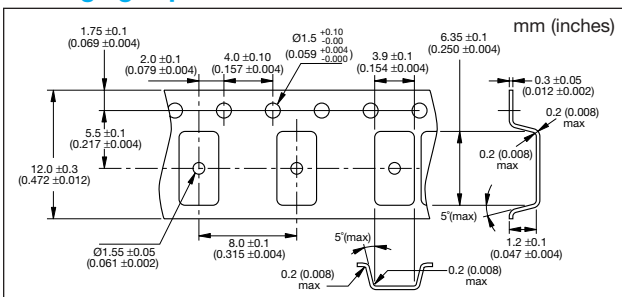 mm (inches)
1.75 ±0.1
(0.069 ±0.004)
2.0 ±0.1
(0.079 ±0.004)
4.0 ±0.10
(0.157 ±0.004)
Ø1.5 +0.10 -0.00
(0.059 +0.004 -0.000)
3.9 ±0.1
(0.154 ±0.004)
6.35 ±0.1
(0.250 ±0.004)
0.3 ±0.05
(0.012 ±0.002)
0.2 (0.008)
max
5.5 ±0.1
(0.217 ±0.004)
0.2 (0.008)
max
12.0 ±0.3
(0.472 ±0.012)
5°(max)
Ø1.55 ±0.05
(0.061 ±0.002)
8.0 ±0.1
(0.315 ±0.004)
5°(max)
1.2 ±0.1
(0.047 ±0.004)
0.2 (0.008)
max
0.2 (0.008)
max